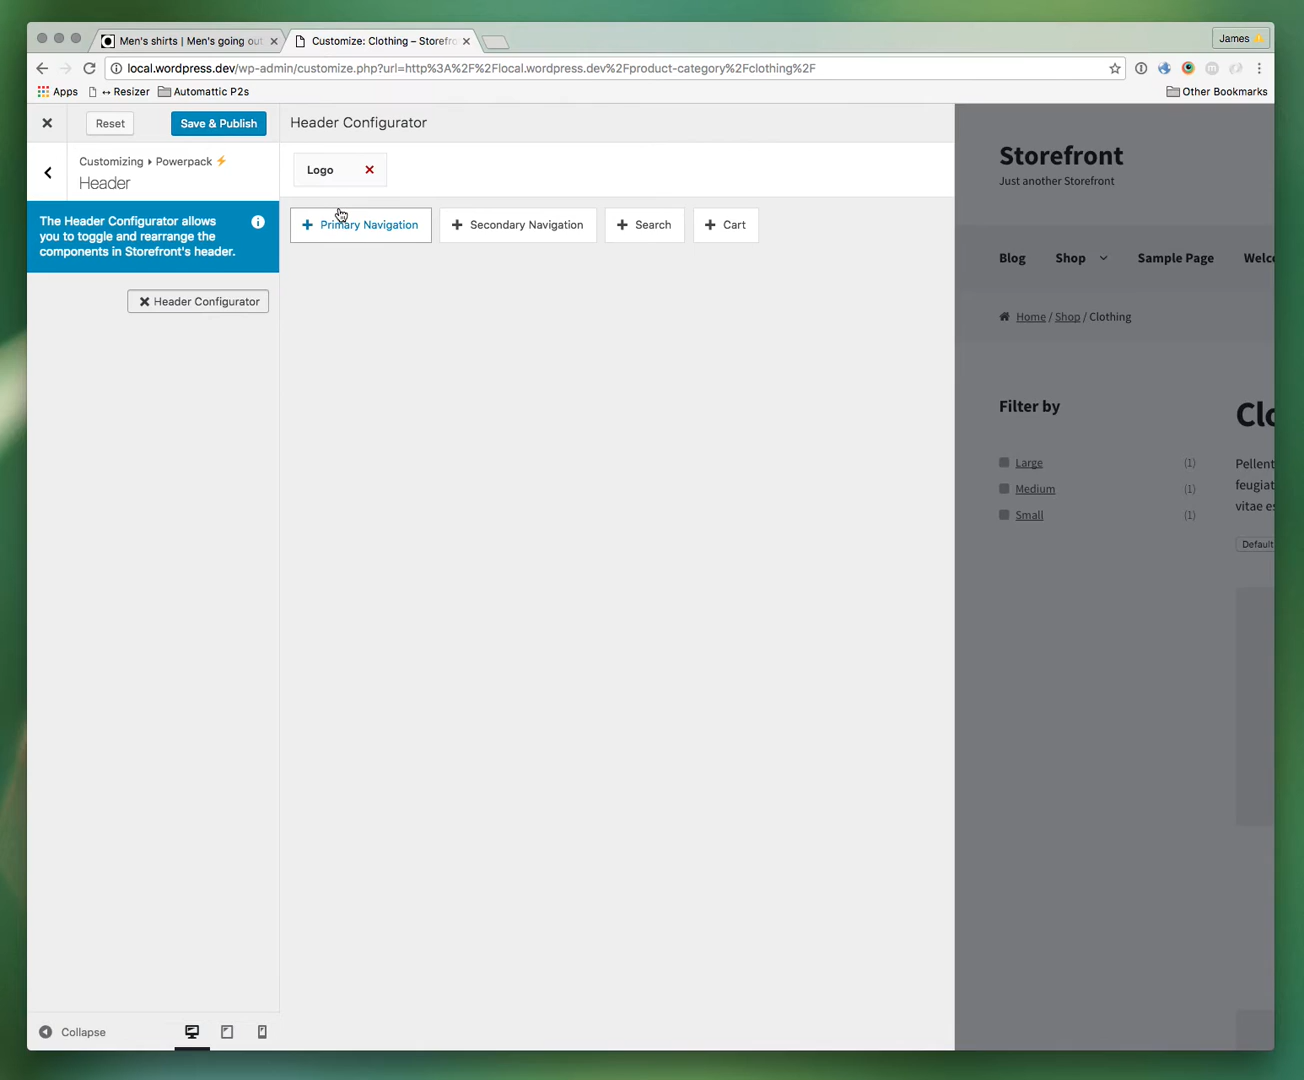 Men's shirts | Men's going out
Customize: Clothing – Storefro
James
local.wordpress.dev/wp-admin/customize.php?url=http%3A%2F%2Flocal.wordpress.dev%2Fproduct-category%2Fclothing%2F
Apps
↔ Resizer
Automattic P2s
Other Bookmarks
Reset
Save & Publish
Header Configurator
Customizing ▸ Powerpack ⚡
Header
Logo
The Header Configurator allows
you to toggle and rearrange the
components in Storefront's header.
Primary Navigation
Secondary Navigation
Search
Cart
Header Configurator
Storefront
Just another Storefront
Blog
Shop
Sample Page
Welco
Home / Shop / Clothing
Filter by
Large
(1)
Medium
(1)
Small
(1)
Clo
Pellent
feugiat
vitae es
Default
Collapse